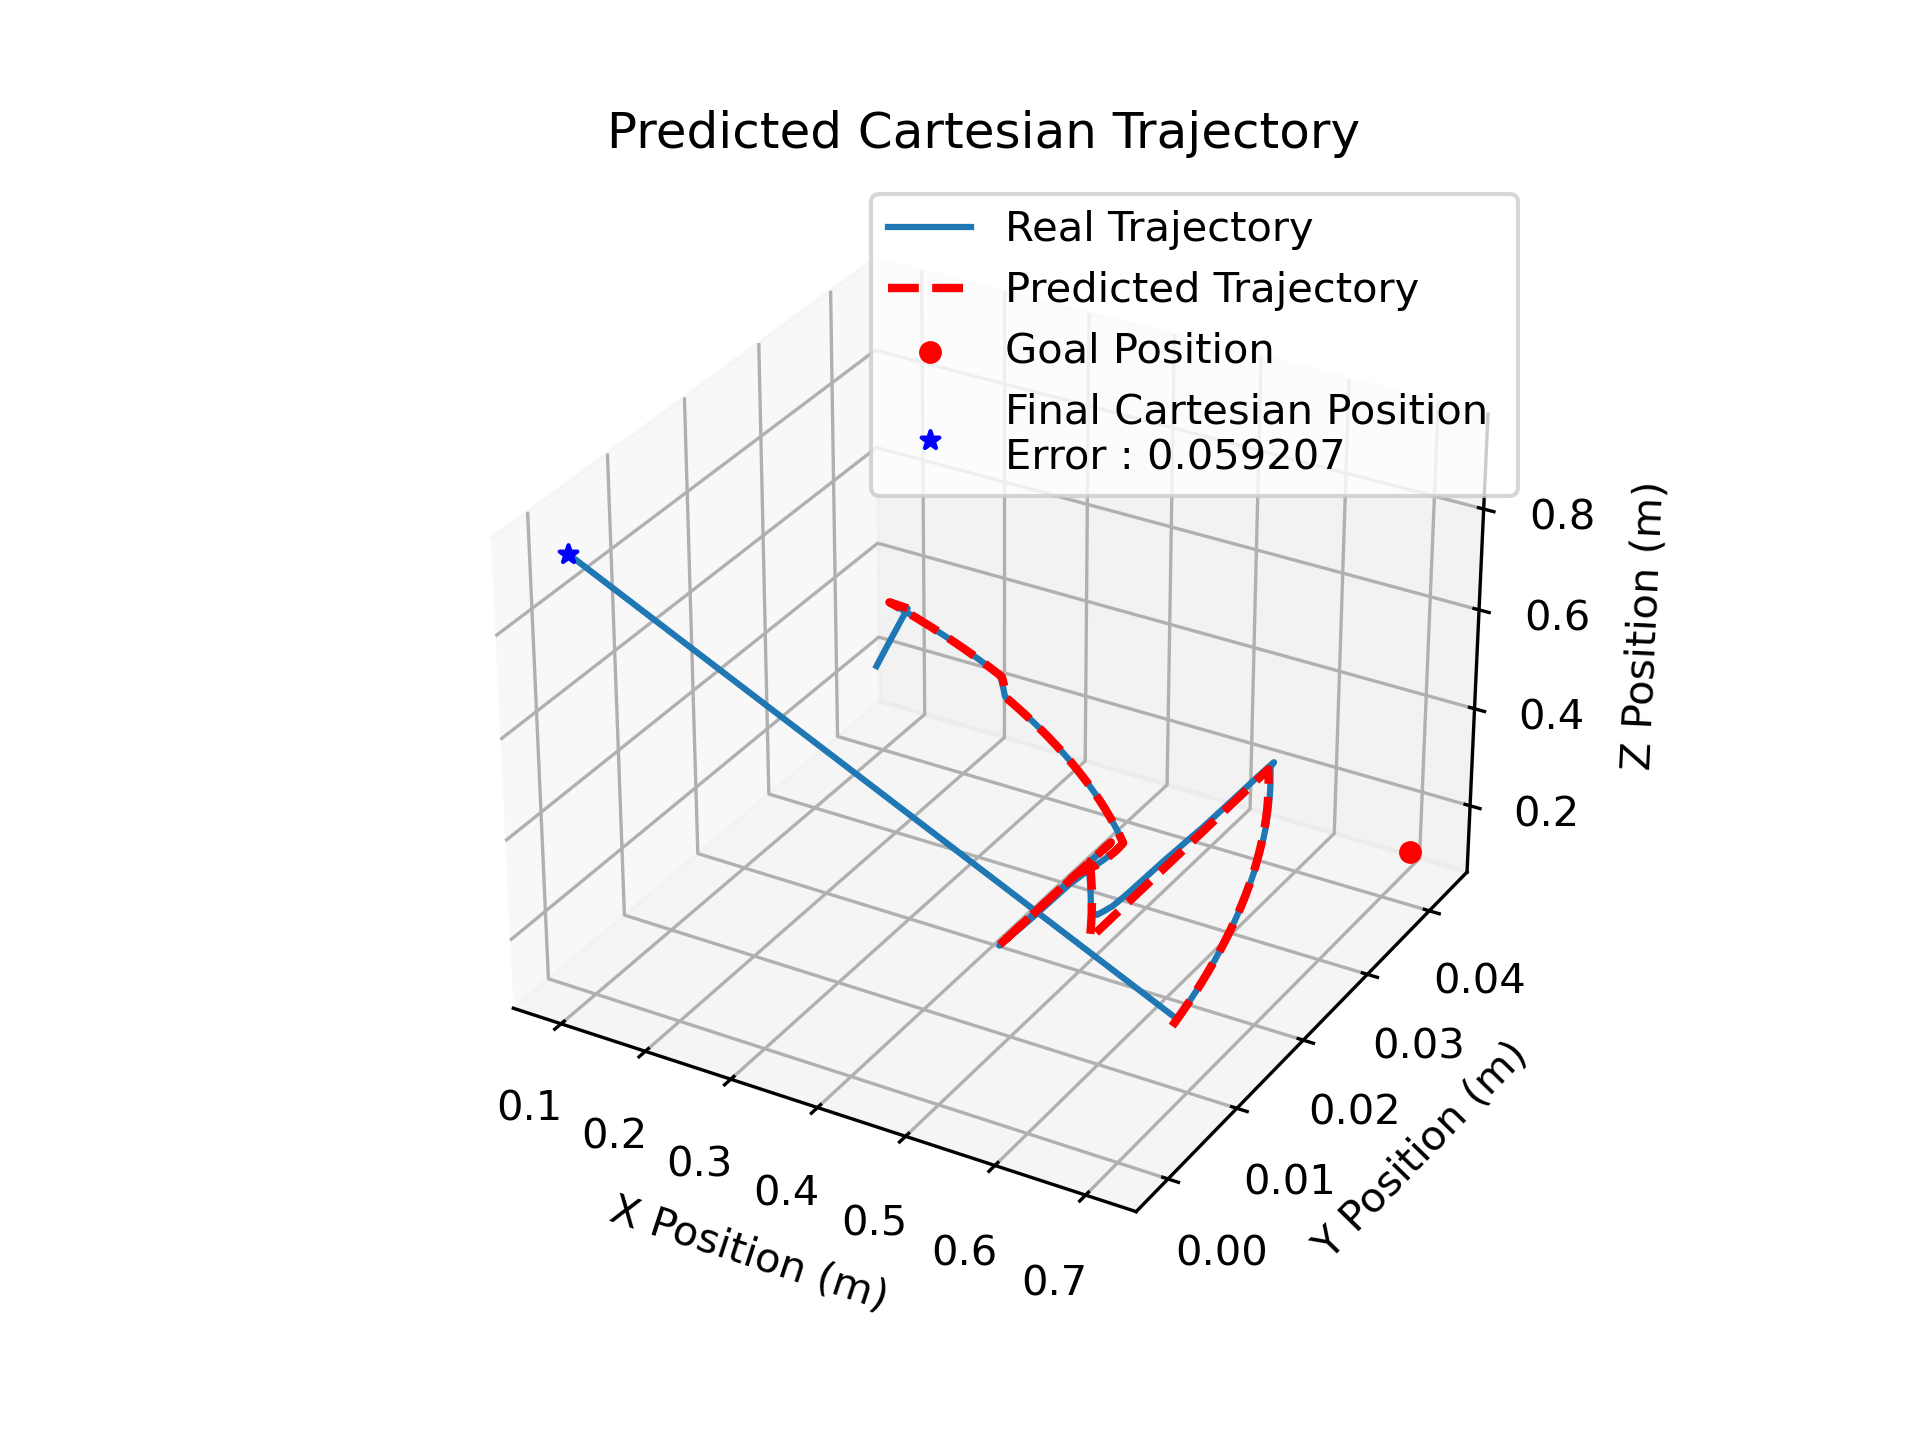 Predicted Cartesian Trajectory
Real Trajectory
Predicted Trajectory
Goal Position
Final Cartesian Position
Error : 0.059207
0.8
0.6
0.4
0.2
Z Position (m)
0.04
0.03
0.02
0.01
0.00
Y Position (m)
0.1
0.2
0.3
0.4
0.5
0.6
0.7
X Position (m)